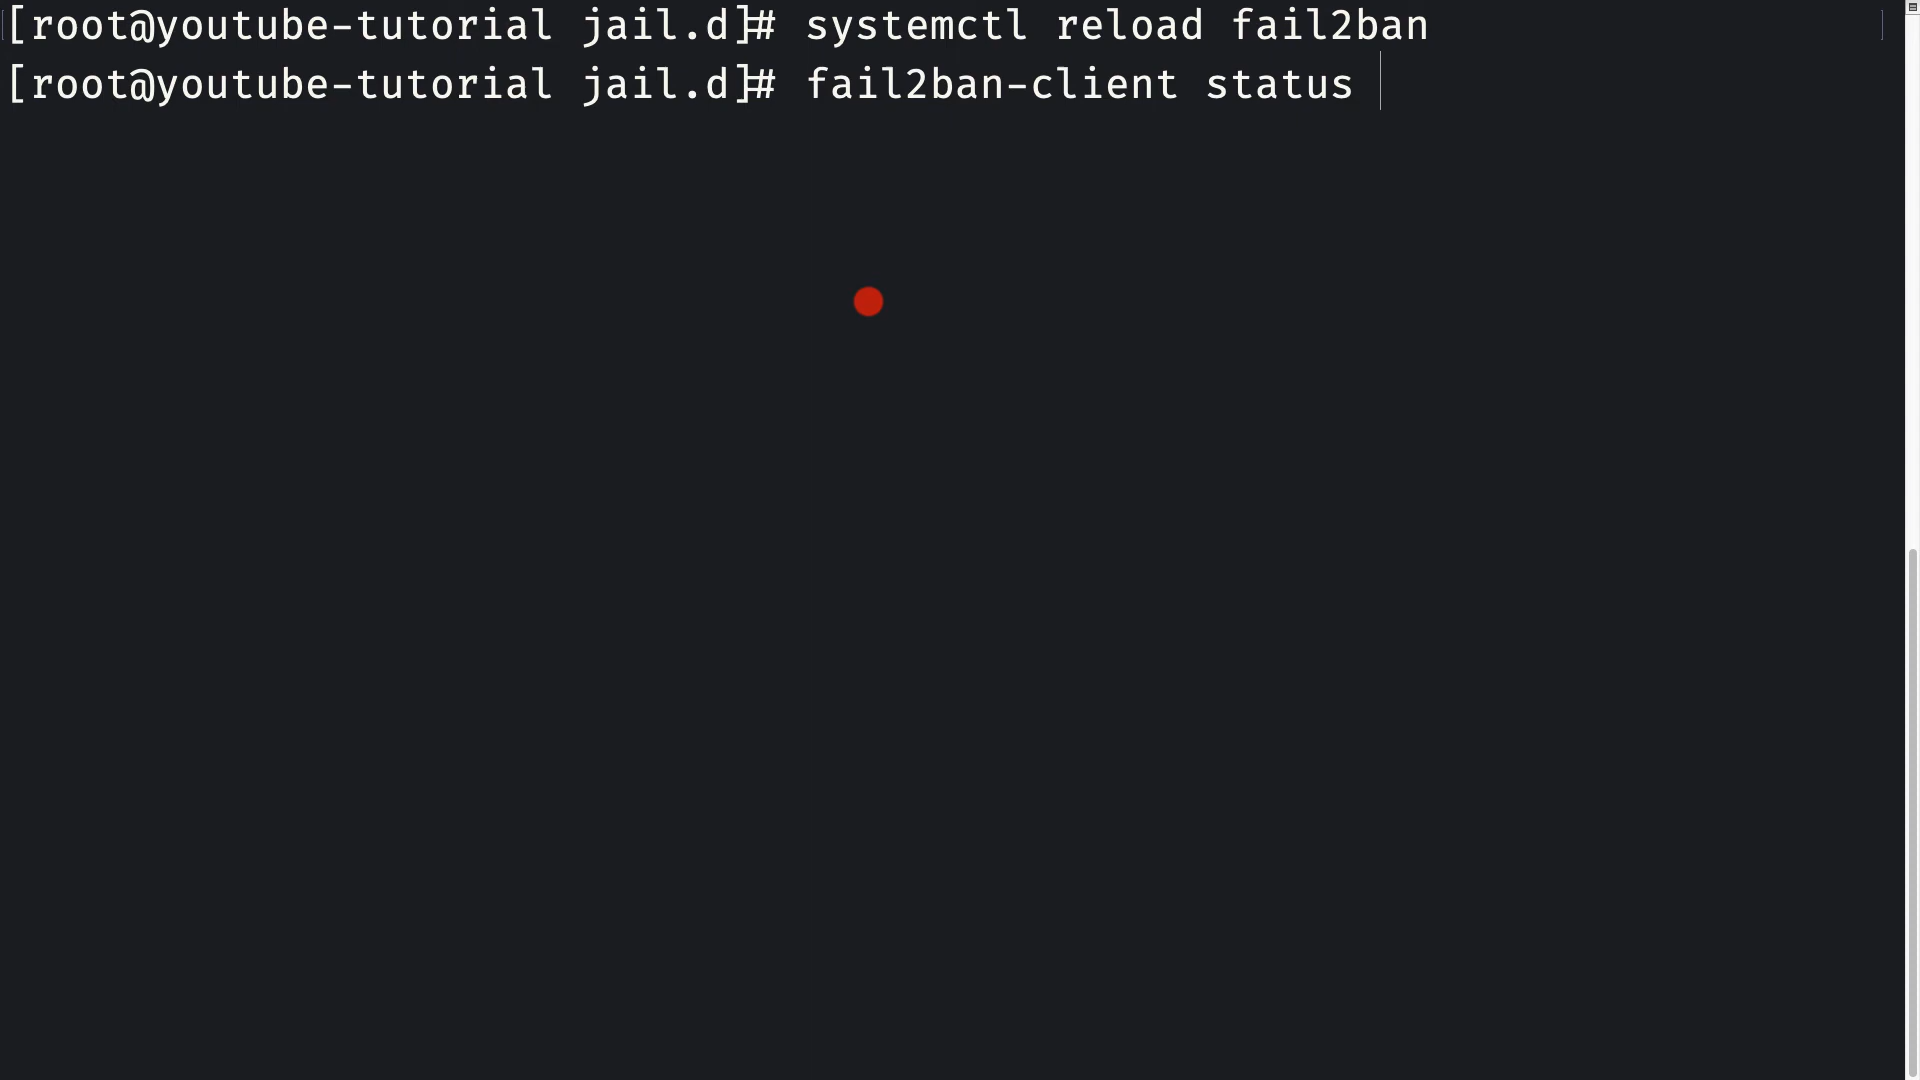 [root@youtube-tutorial jail.d]# systemctl reload fail2ban
[root@youtube-tutorial jail.d]# fail2ban-client status